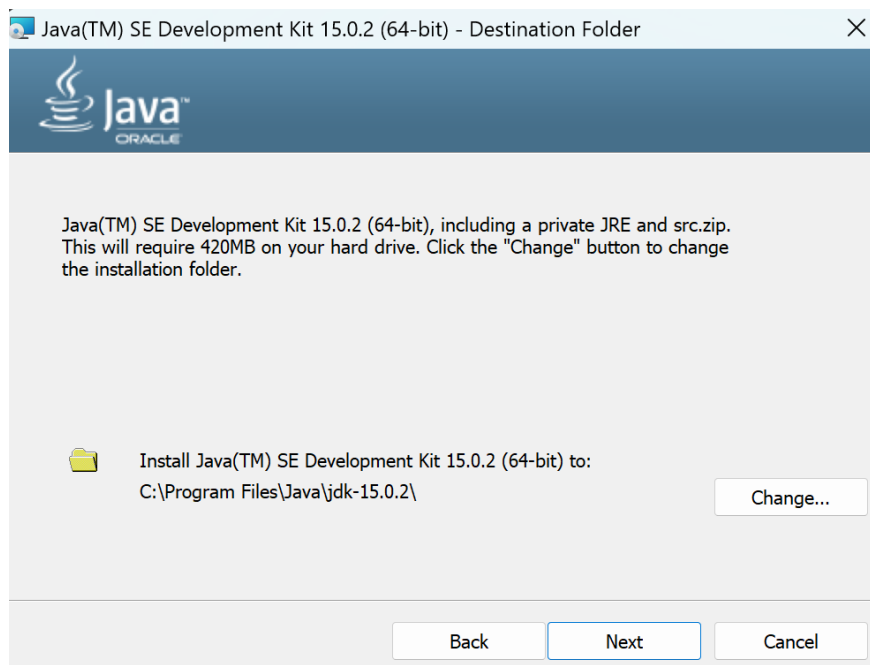 Java(TM) SE Development Kit 15.0.2 (64-bit) - Destination Folder
Java™
ORACLE
Java(TM) SE Development Kit 15.0.2 (64-bit), including a private JRE and src.zip.
This will require 420MB on your hard drive. Click the "Change" button to change
the installation folder.
Install Java(TM) SE Development Kit 15.0.2 (64-bit) to:
C:\Program Files\Java\jdk-15.0.2\
Change...
Back
Next
Cancel